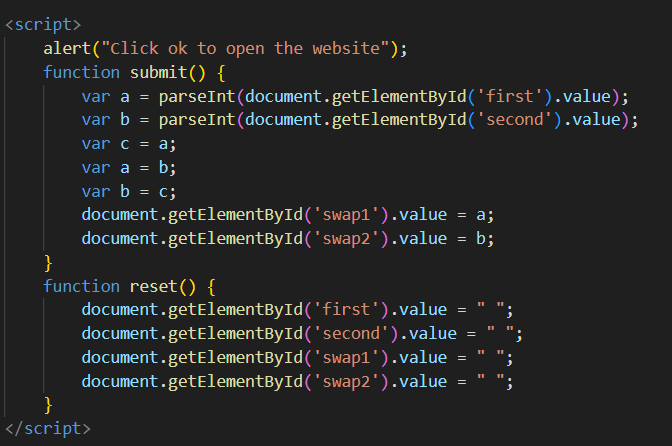 <script>
alert("Click ok to open the website");
function submit() {
var a = parseInt(document.getElementById('first').value);
var b = parseInt(document.getElementById('second').value);
var c = a;
var a = b;
var b = c;
document.getElementById('swap1').value = a;
document.getElementById('swap2').value = b;
}
function reset() {
document.getElementById('first').value = " ";
document.getElementById('second').value = " ";
document.getElementById('swap1').value = " ";
document.getElementById('swap2').value = " ";
}
</script>